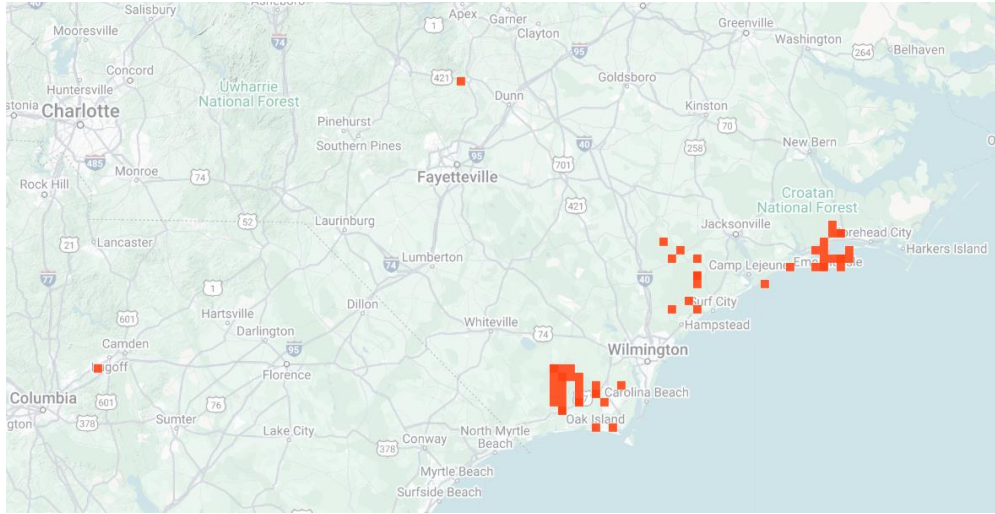 Salisbury
Asheboro
Apex
Garner
Clayton
Greenville
Washington
Belhaven
40
Mooresville
1
74
95
264
Concord
Huntersville
Uwharrie
National Forest
421
Goldsboro
Charlotte
Dunn
Kinston
70
Pinehurst
Southern Pines
New Bern
485
Monroe
74
95
701
40
258
Rock Hill
Fayetteville
Croatan
National Forest
52
Laurinburg
421
Jacksonville
21
Lancaster
Harkers Island
74
Lumberton
Camp Lejeune
77
40
1
Surf City
601
Hartsville
Dillon
Hampstead
Darlington
Whiteville
74
Camden
95
Wilmington
Florence
Columbia
601
76
Carolina Beach
378
Sumter
Oak Island
Lake City
North Myrtle
Beach
378
Conway
Myrtle Beach
Surfside Beach